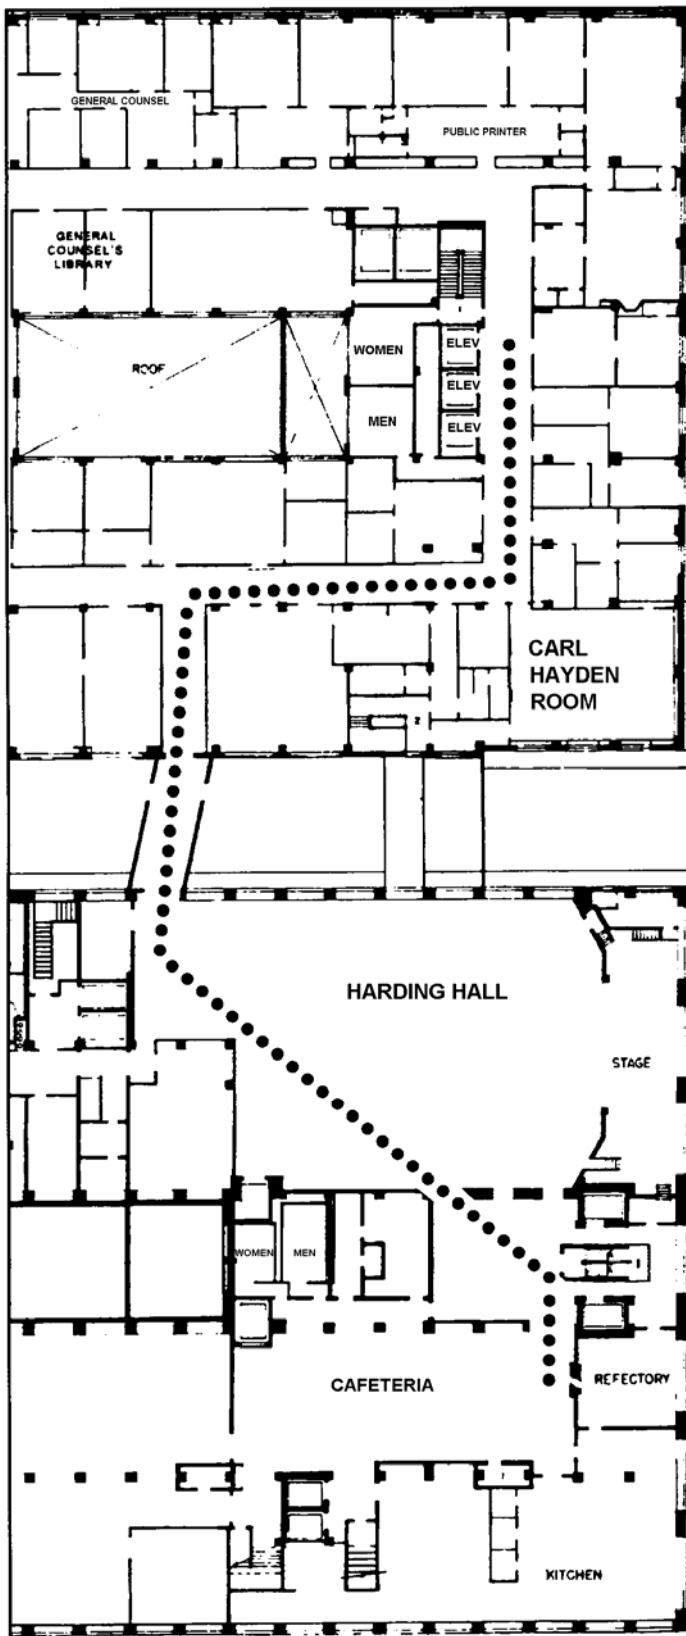 GENERAL COUNSEL
PUBLIC PRINTER
GENERAL
COUNSEL'S
LIBRARY
WOMEN
ELEV
ROOF
ELEV
MEN
ELEV
CARL
HAYDEN
ROOM
HARDING HALL
STAGE
WOMEN
MEN
CAFETERIA
REFECTORY
KITCHEN